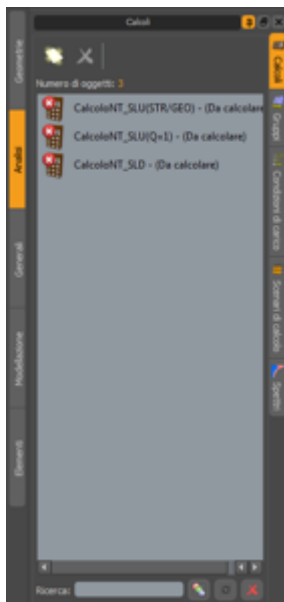 Calcoli
Numero di oggetti: 3
CalcoloNT_SLU(STR/GEO) - (Da calcolare
CalcoloNT_SLU(Q=1) - (Da calcolare)
CalcoloNT_SLD - (Da calcolare)
Ricerca:
Geometrie
Analisi
Generali
Modellazione
Elementi
Calcoli
Gruppi
Condizioni di carico
Scenari di calcolo
Spettri